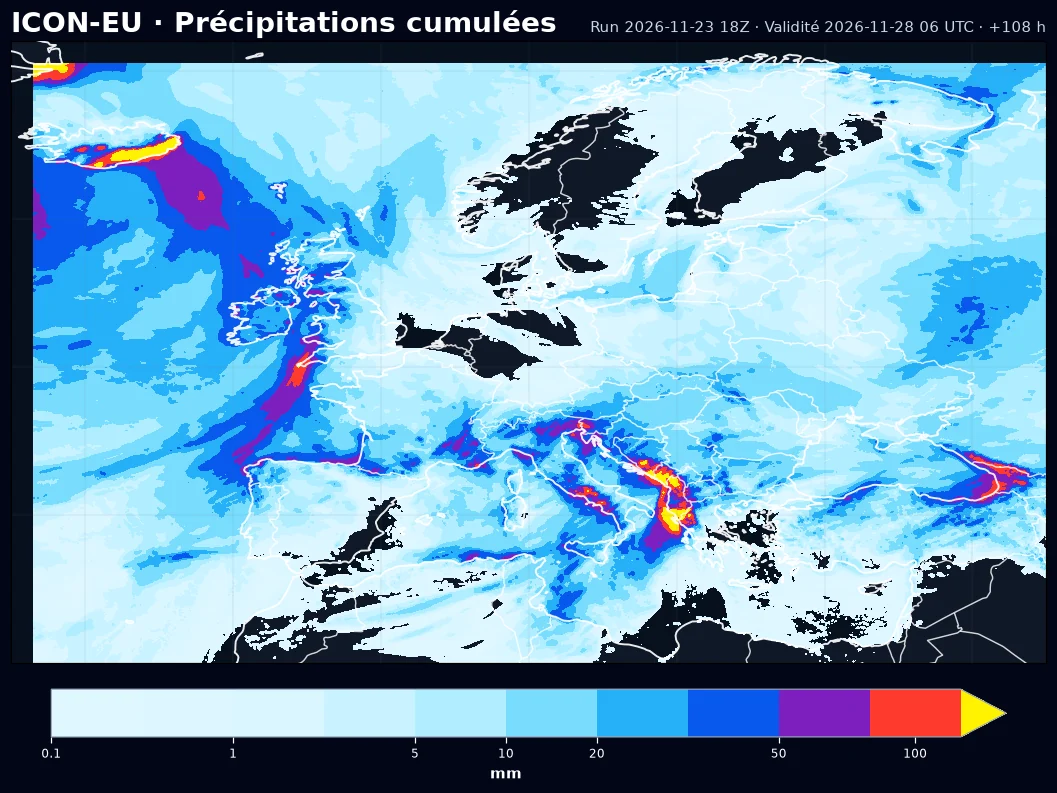 ICON-EU · Précipitations cumulées
Run 2026-11-23 18Z · Validité 2026-11-28 06 UTC · +108 h
0.1 1 5 10 20 50 100
mm